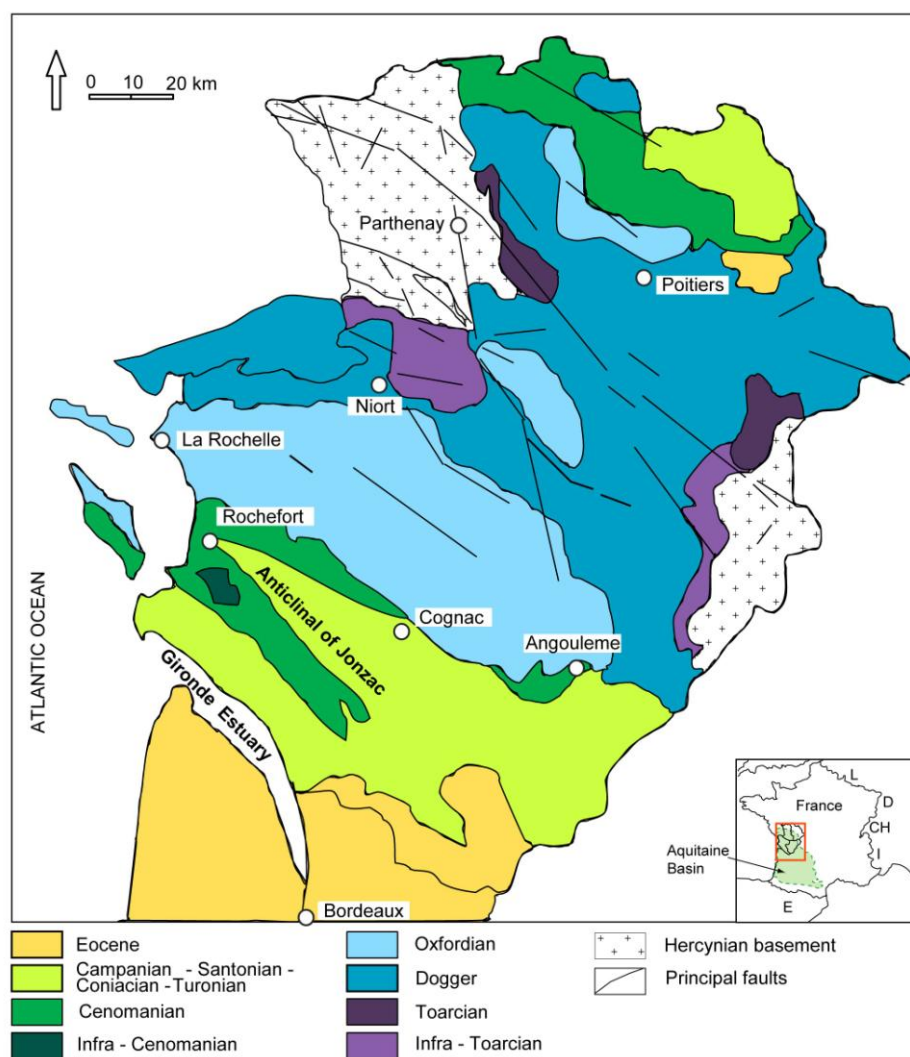 0 10 20 km
Parthenay
Poitiers
Niort
La Rochelle
Rochefort
Anticlinal of Jonzac
Cognac
Angouleme
ATLANTIC OCEAN
Gironde Estuary
Bordeaux
L
France
D
CH
I
Aquitaine
Basin
E
Eocene
Campanian - Santonian -
Coniacian -Turonian
Cenomanian
Infra - Cenomanian
Oxfordian
Dogger
Toarcian
Infra - Toarcian
Hercynian basement
Principal faults